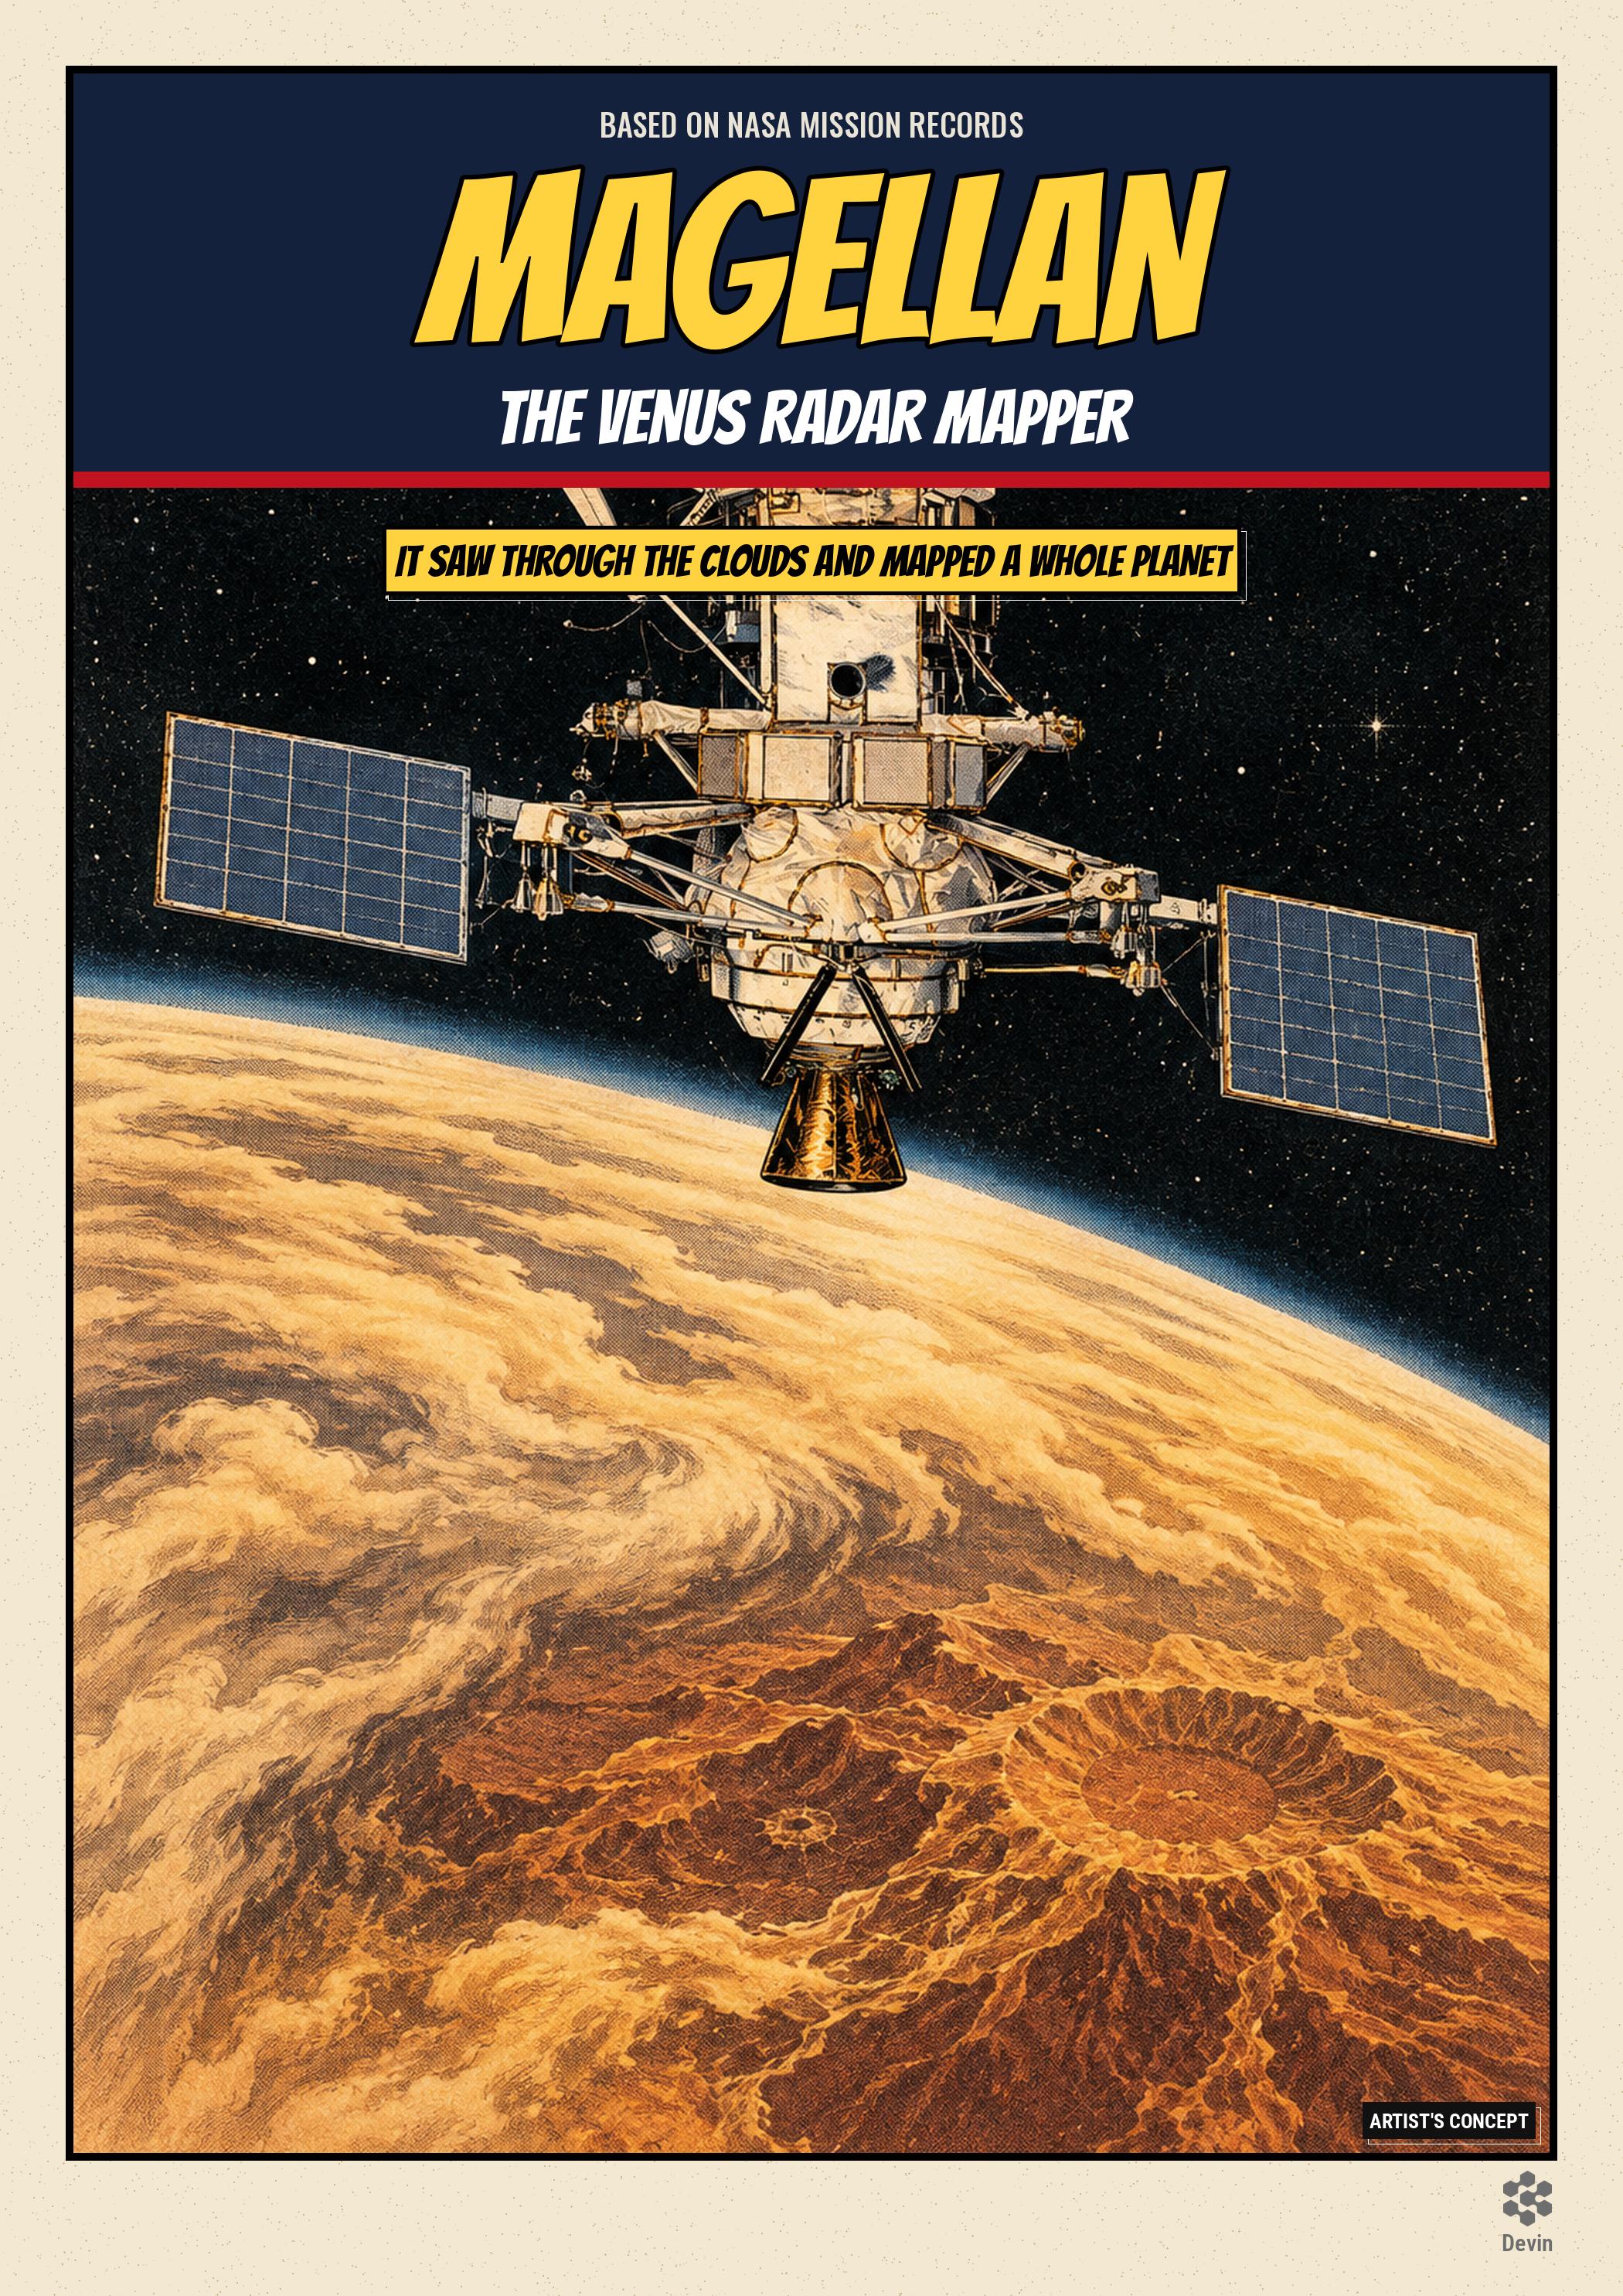 BASED ON NASA MISSION RECORDS
MAGELLAN
THE VENUS RADAR MAPPER
IT SAW THROUGH THE CLOUDS AND MAPPED A WHOLE PLANET
ARTIST'S CONCEPT
Devin